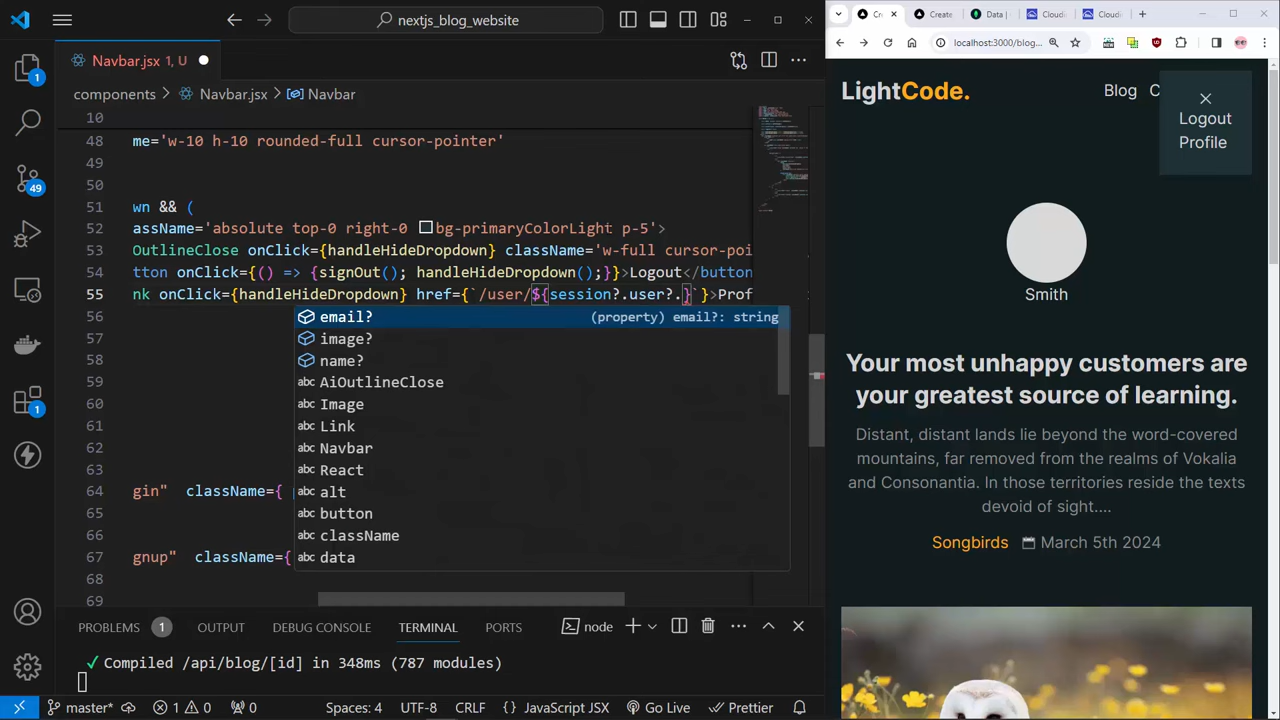 nextjs_blog_website
Navbar.jsx 1, U
components > Navbar.jsx > Navbar
10
48 me='w-10 h-10 rounded-full cursor-pointer'
49
50
51 wn && (
52 assName='absolute top-0 right-0 bg-primaryColorLight p-5'>
53 OutlineClose onClick={handleHideDropdown} className='w-full cursor-poi
54 tton onClick={() => {signOut(); handleHideDropdown();}}>Logout</button
55 nk onClick={handleHideDropdown} href={`/user/${session?.user?.}`}>Prof
56
57
58
59
60
61
62
63
64 gin" className={
65
66
67 gnup" className={
68
69
email? (property) email?: string
image?
name?
AiOutlineClose
Image
Link
Navbar
React
alt
button
className
data
1
49
1
PROBLEMS 1 OUTPUT DEBUG CONSOLE TERMINAL PORTS node
✓ Compiled /api/blog/[id] in 348ms (787 modules)
master* 1 0 0 Spaces: 4 UTF-8 CRLF {} JavaScript JSX Go Live Prettier
Cr Create Data | Cloudi Cloudi
localhost:3000/blog...
LightCode.
Blog C
Logout
Profile
Smith
Your most unhappy customers are
your greatest source of learning.
Distant, distant lands lie beyond the word-covered
mountains, far removed from the realms of Vokalia
and Consonantia. In those territories reside the texts
devoid of sight....
Songbirds March 5th 2024